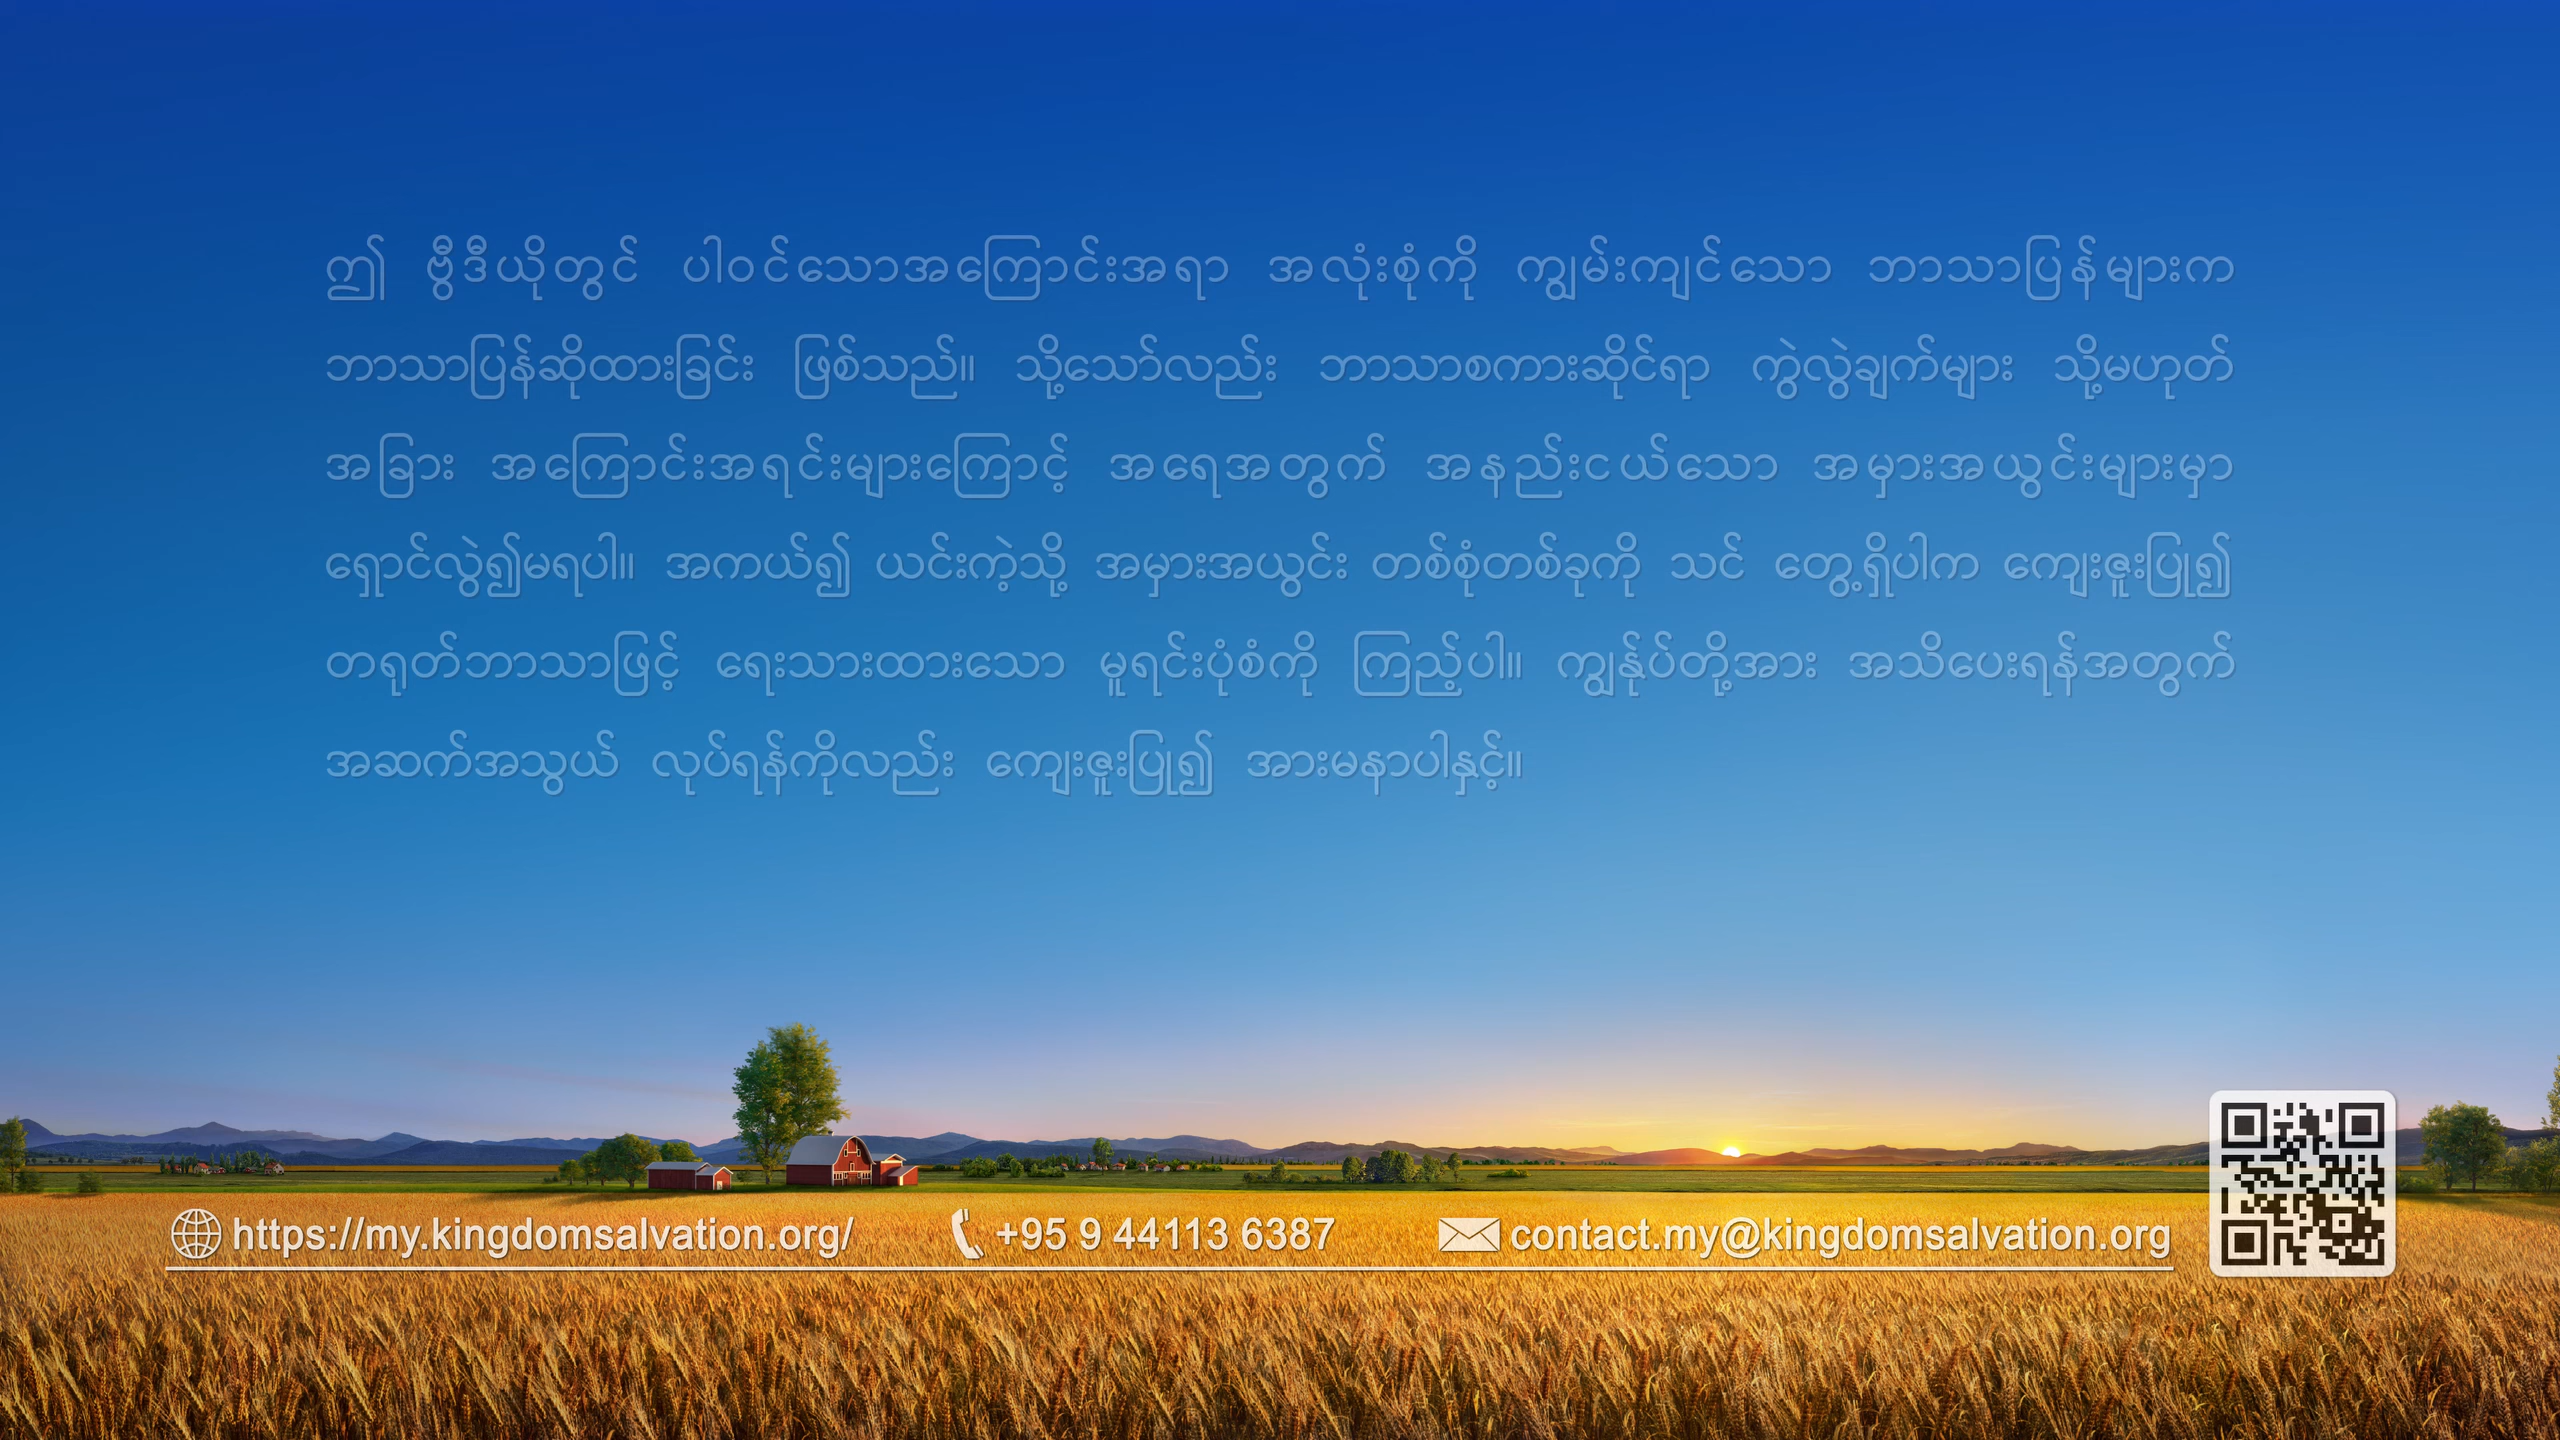 ဤ ဗွီဒီယိုတွင် ပါဝင်သောအကြောင်းအရာ အလုံးစုံကို ကျွမ်းကျင်သော ဘာသာပြန်များက
ဘာသာပြန်ဆိုထားခြင်း ဖြစ်သည်။ သို့သော်လည်း ဘာသာစကားဆိုင်ရာ ကွဲလွဲချက်များ သို့မဟုတ်
အခြား အကြောင်းအရင်းများကြောင့် အရေအတွက် အနည်းငယ်သော အမှားအယွင်းများမှာ
ရှောင်လွှဲ၍မရပါ။ အကယ်၍ ယင်းကဲ့သို့ အမှားအယွင်း တစ်စုံတစ်ခုကို သင် တွေ့ရှိပါက ကျေးဇူးပြု၍
တရုတ်ဘာသာဖြင့် ရေးသားထားသော မူရင်းပုံစံကို ကြည့်ပါ။ ကျွန်ုပ်တို့အား အသိပေးရန်အတွက်
အဆက်အသွယ် လုပ်ရန်ကိုလည်း ကျေးဇူးပြု၍ အားမနာပါနှင့်။
https://my.kingdomsalvation.org/ +95 9 44113 6387 contact.my@kingdomsalvation.org